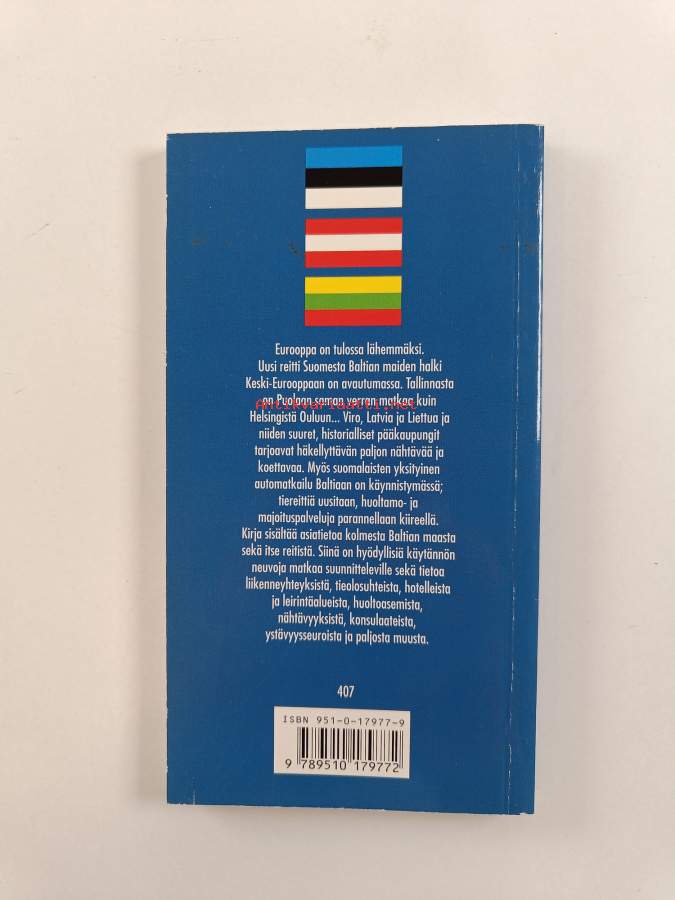 Eurooppa on tulossa lähemmäksi.
Uusi reitti Suomesta Baltian maiden halki
Keski-Eurooppaan on avautumassa. Tallinnasta
on Puolaan saman verran matkaa kuin
Antikvariaatti.net
Helsingistä Ouluun... Viro, Latvia ja Liettua ja
niiden suuret, historialliset pääkaupungit
tarjoavat häkellyttävän paljon nähtävää ja
koettavaa. Myös suomalaisten yksityinen
automatkailu Baltiaan on käynnistymässä;
tiereittiä uusitaan, huoltamo- ja
majoituspalveluja parannellaan kiireellä.
Kirja sisältää asiatietoa kolmesta Baltian maasta
sekä itse reitistä. Siinä on hyödyllisiä käytännön
neuvoja matkaa suunnitteleville sekä tietoa
liikenneyhteyksistä, tieolosuhteista, hotelleista
ja leirintäalueista, huoltoasemista,
nähtävyyksistä, konsulaateista,
ystävyysseuroista ja paljosta muusta.
407
ISBN 951-0-17977-9
9 789510 179772